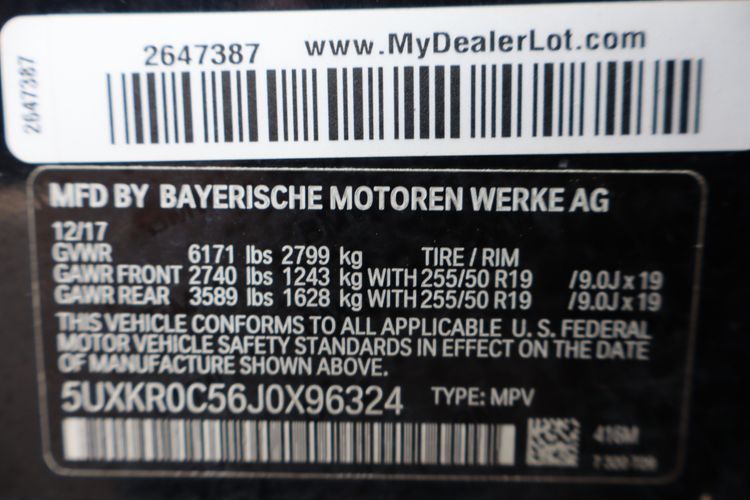 2647387
2647387 www.MyDealerLot.com
MFD BY BAYERISCHE MOTOREN WERKE AG
12/17
GVWR 6171 lbs 2799 kg TIRE / RIM
GAWR FRONT 2740 lbs 1243 kg WITH 255/50 R19 /9.0J x 19
GAWR REAR 3589 lbs 1628 kg WITH 255/50 R19 /9.0J x 19
THIS VEHICLE CONFORMS TO ALL APPLICABLE U. S. FEDERAL
MOTOR VEHICLE SAFETY STANDARDS IN EFFECT ON THE DATE
OF MANUFACTURE SHOWN ABOVE.
5UXKR0C56J0X96324 TYPE: MPV
416M